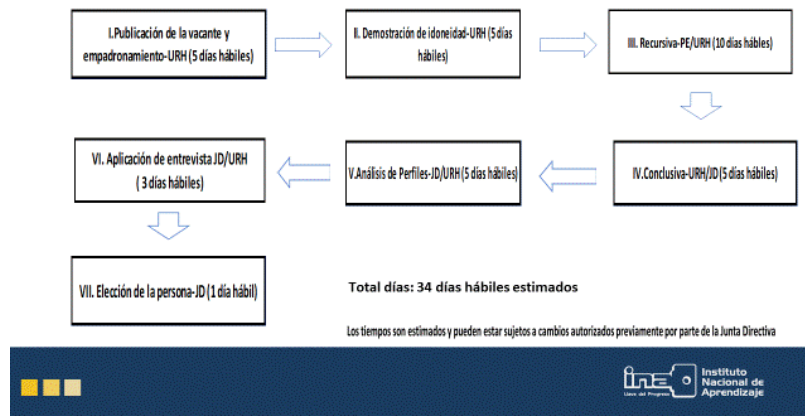 I.Publicación de la vacante y
empadronamiento-URH (5 días hábiles)
II. Demostración de idoneidad-URH (5 días
hábiles)
III. Recursiva-PE/URH (10 días hábles)
IV.Conclusiva-URH/JD (5 días hábiles)
V.Análisis de Perfiles-JD/URH (5 días hábiles)
VI. Aplicación de entrevista JD/URH
( 3 días hábiles)
VII. Elección de la persona-JD (1 día hábil)
Total días: 34 días hábiles estimados
Los tiempos son estimados y pueden estar sujetos a cambios autorizados previamente por parte de la Junta Directiva
ina
Llave del Progreso
Instituto
Nacional de
Aprendizaje